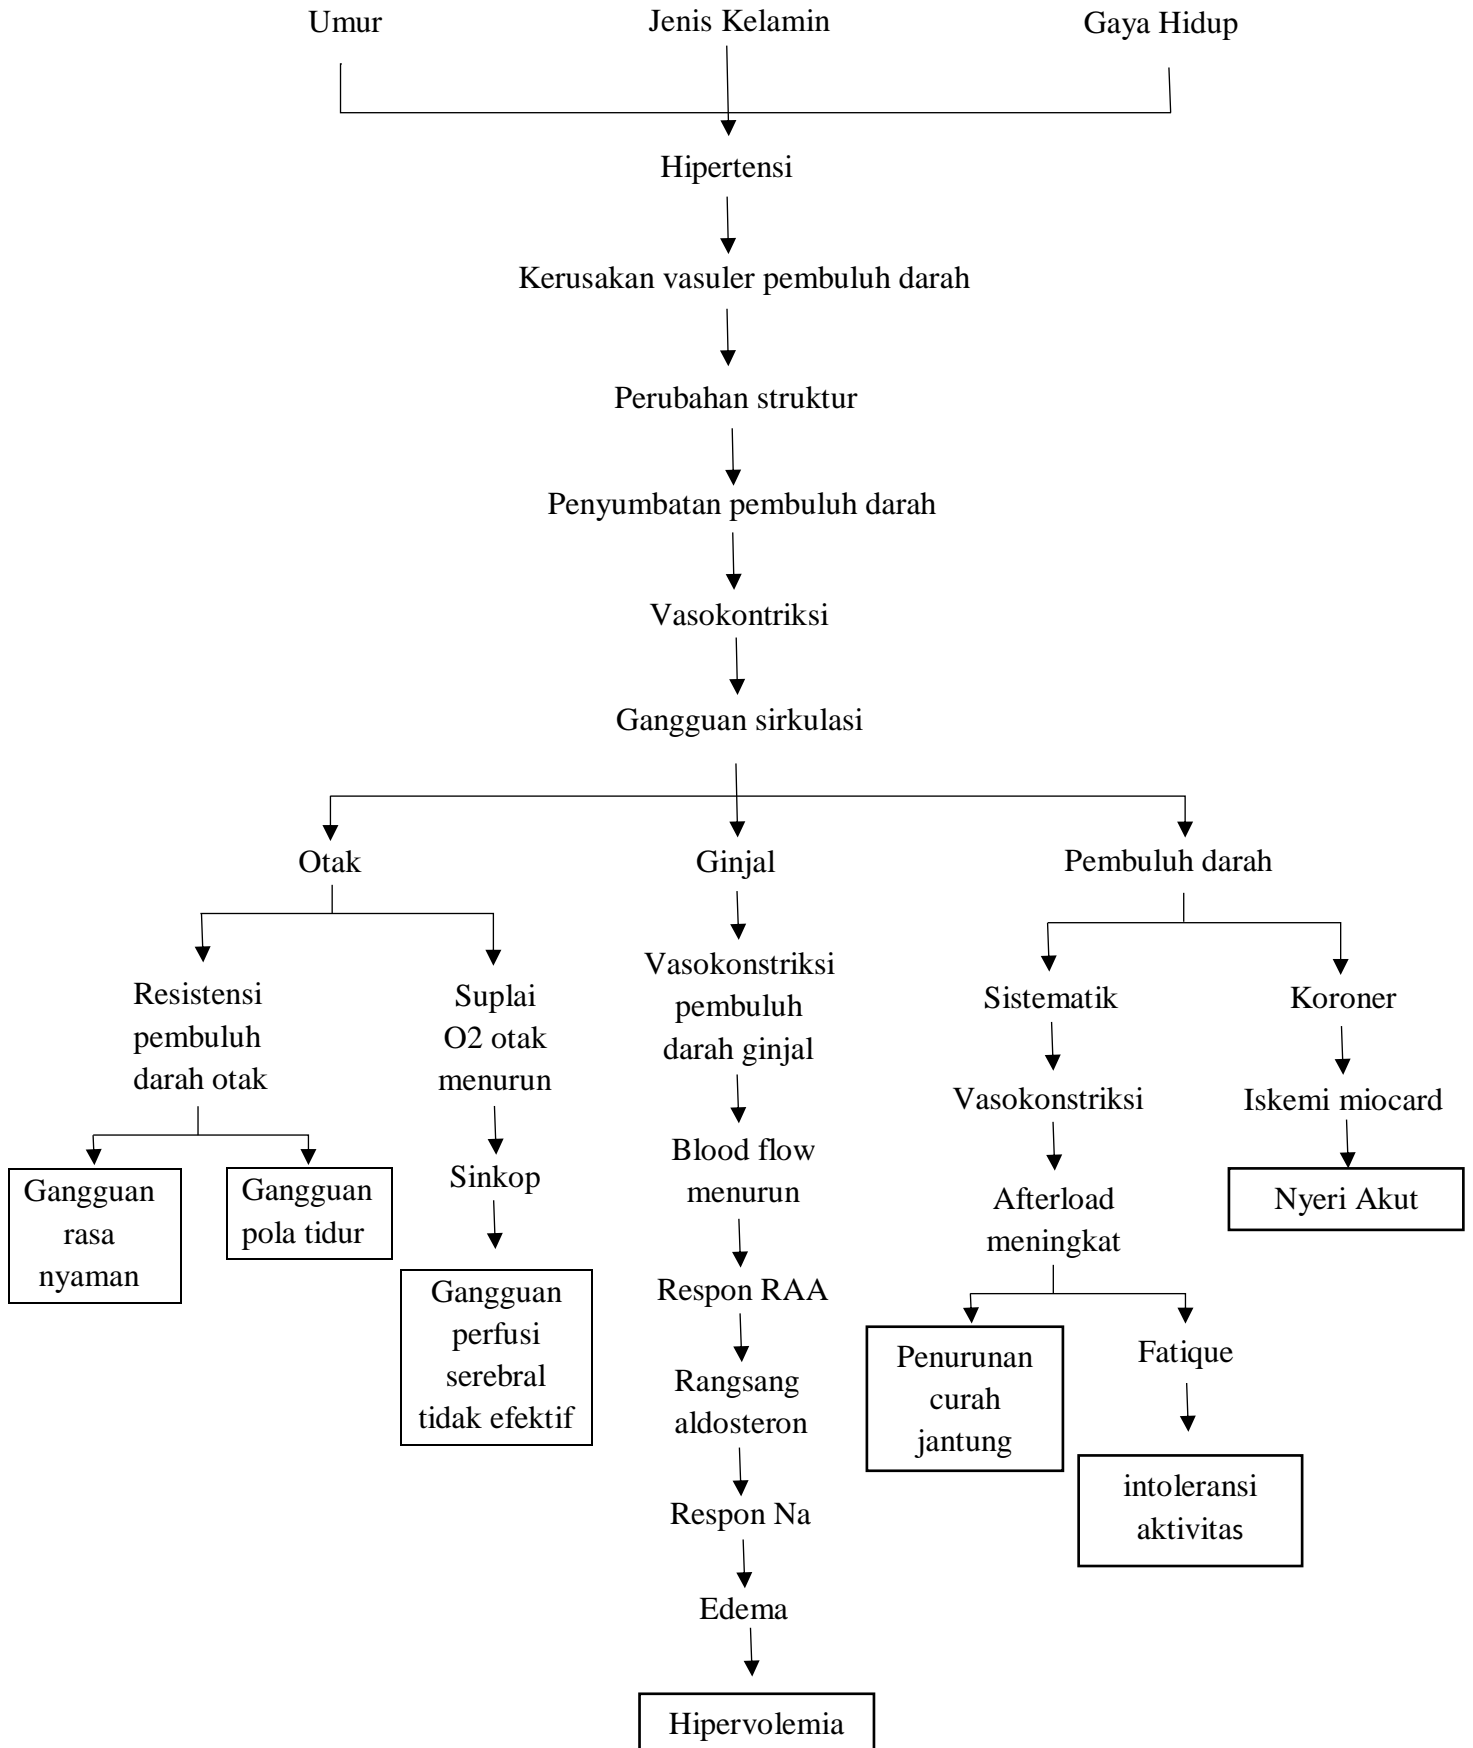 Umur
Jenis Kelamin
Gaya Hidup
Hipertensi
Kerusakan vasuler pembuluh darah
Perubahan struktur
Penyumbatan pembuluh darah
Vasokontriksi
Gangguan sirkulasi
Otak
Ginjal
Pembuluh darah
Resistensi
pembuluh
darah otak
Suplai
O2 otak
menurun
Vasokonstriksi
pembuluh
darah ginjal
Sistematik
Koroner
Vasokonstriksi
Iskemi miocard
Gangguan
rasa
nyaman
Gangguan
pola tidur
Sinkop
Blood flow
menurun
Afterload
meningkat
Nyeri Akut
Gangguan
perfusi
serebral
tidak efektif
Respon RAA
Penurunan
curah
jantung
Fatique
Rangsang
aldosteron
intoleransi
aktivitas
Respon Na
Edema
Hipervolemia